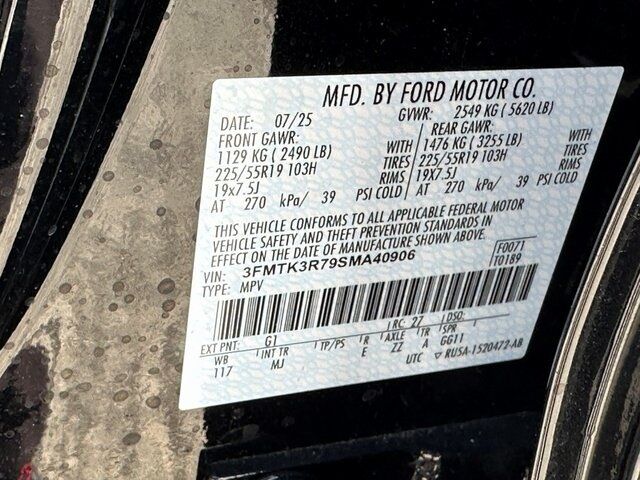 MFD. BY FORD MOTOR CO.
DATE: 07/25 GVWR: 2549 KG ( 5620 LB)
FRONT GAWR: REAR GAWR:
1129 KG ( 2490 LB) WITH 1476 KG ( 3255 LB) WITH
225/55R19 103H TIRES 225/55R19 103H TIRES
19x7.5J RIMS 19x7.5J RIMS
AT 270 kPa/ 39 PSI COLD AT 270 kPa/ 39 PSI COLD
THIS VEHICLE CONFORMS TO ALL APPLICABLE FEDERAL MOTOR
VEHICLE SAFETY AND THEFT PREVENTION STANDARDS IN
EFFECT ON THE DATE OF MANUFACTURE SHOWN ABOVE.
VIN: 3FMTK3R79SMA40906 F0071
TYPE: MPV T0189
EXT PNT: G1 RC: 27 DSO:
WB INT TR TP/PS R AXLE TR SPR
117 MJ E ZZ A GG11
UTC ▽ RU5A-1520472-AB